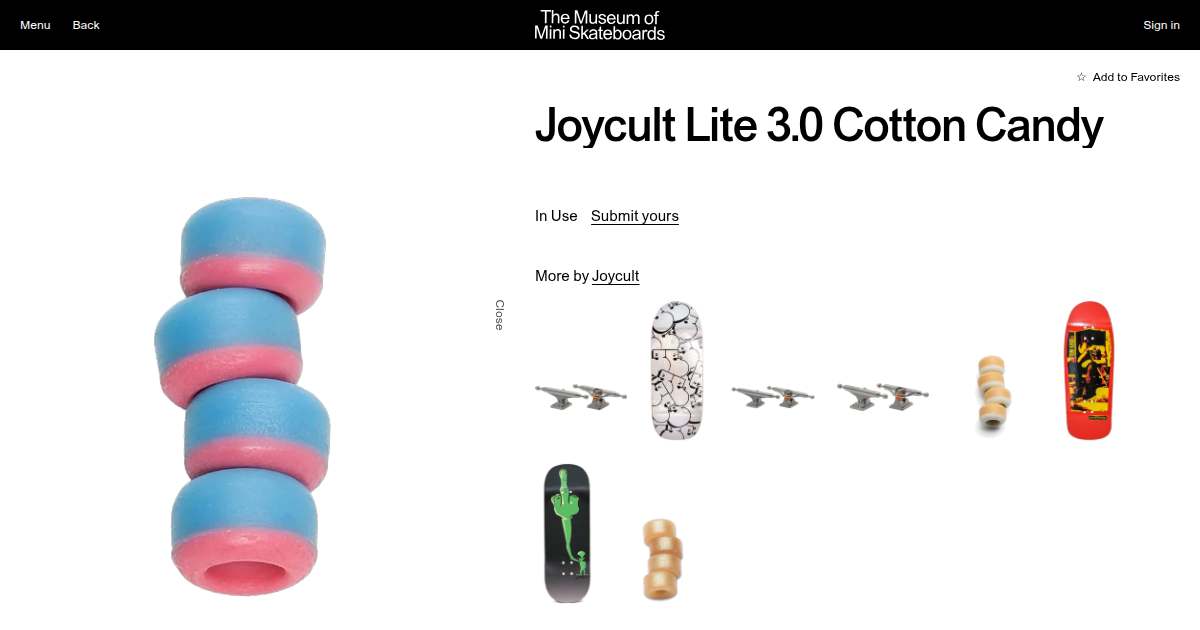 Menu
Back
The Museum of
Mini Skateboards
Sign in
☆ Add to Favorites
Joycult Lite 3.0 Cotton Candy
In Use Submit yours
More by Joycult
Close